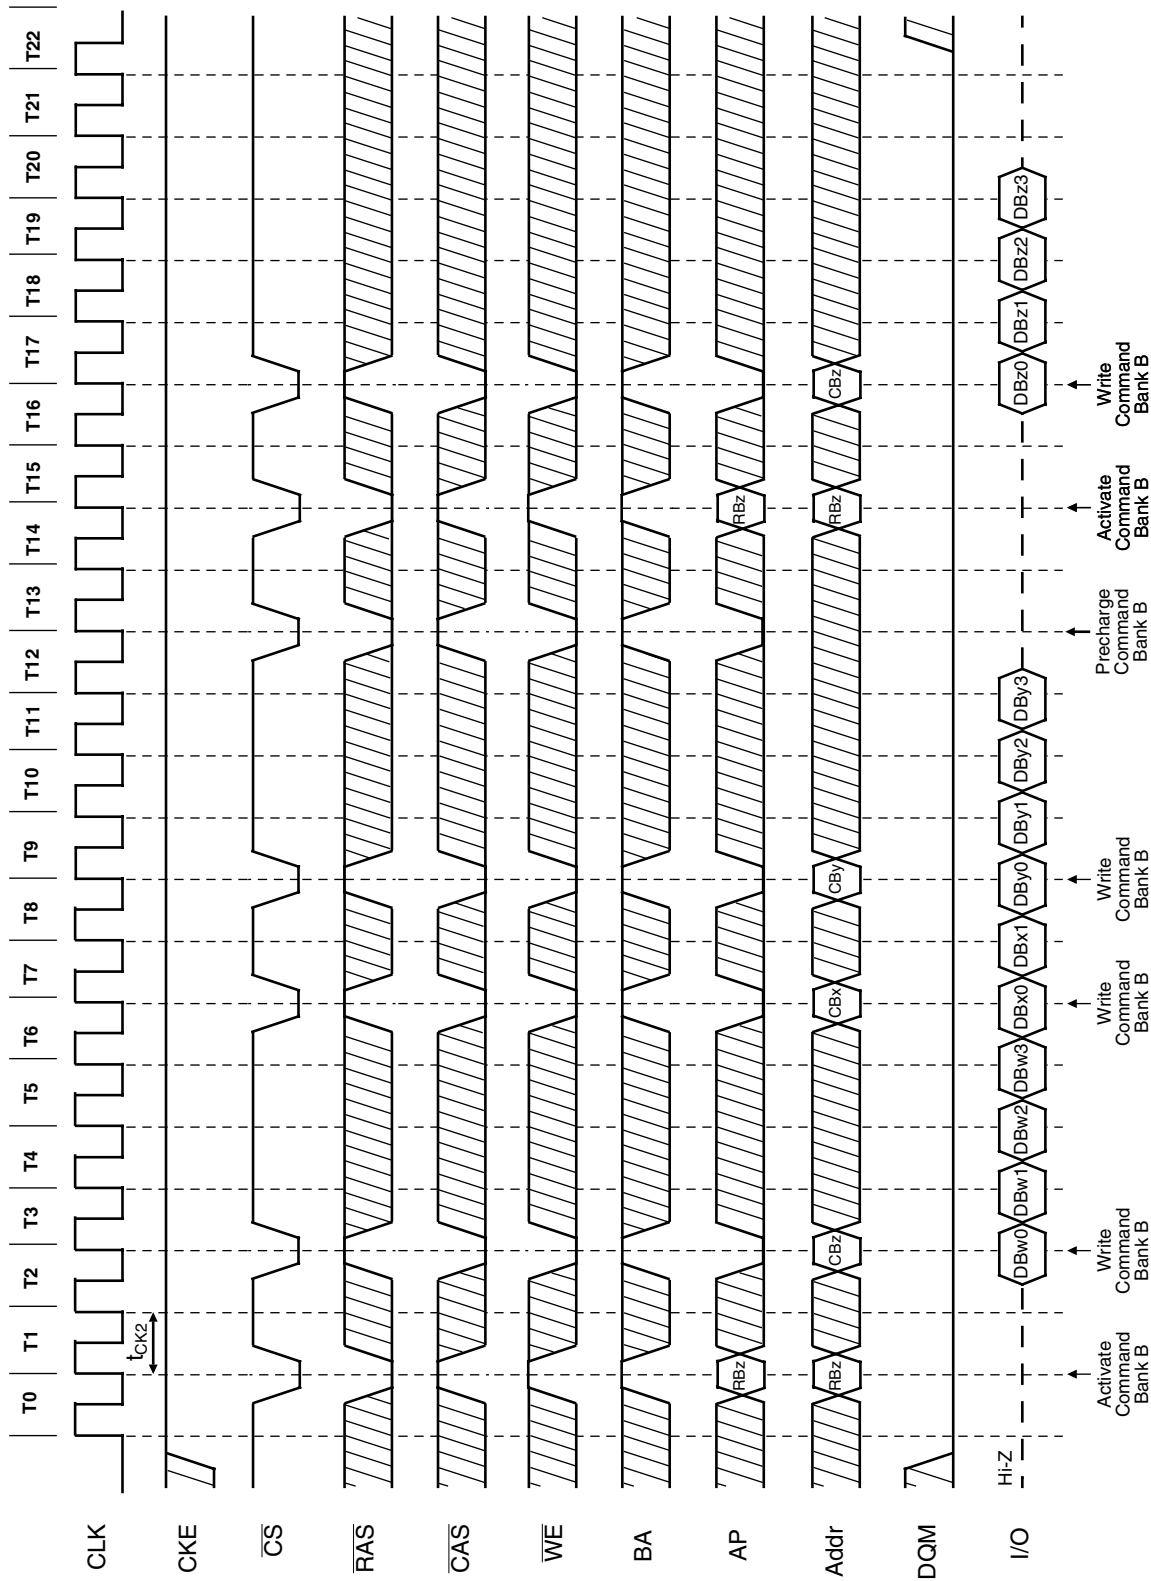 T0 T1 T2 T3 T4 T5 T6 T7 T8 T9 T10 T11 T12 T13 T14 T15 T16 T17 T18 T19 T20 T21 T22
CLK
tCK2
CKE
CS
RAS
CAS
WE
BA
AP
RBz RBz
Addr
RBz CBz CBx CBy RBz CBz
DQM
I/O
Hi-Z
DBw0 DBw1 DBw2 DBw3 DBx0 DBx1 DBy0 DBy1 DBy2 DBy3 DBz0 DBz1 DBz2 DBz3
Activate
Command
Bank B
Write
Command
Bank B
Write
Command
Bank B
Write
Command
Bank B
Precharge
Command
Bank B
Activate
Command
Bank B
Write
Command
Bank B